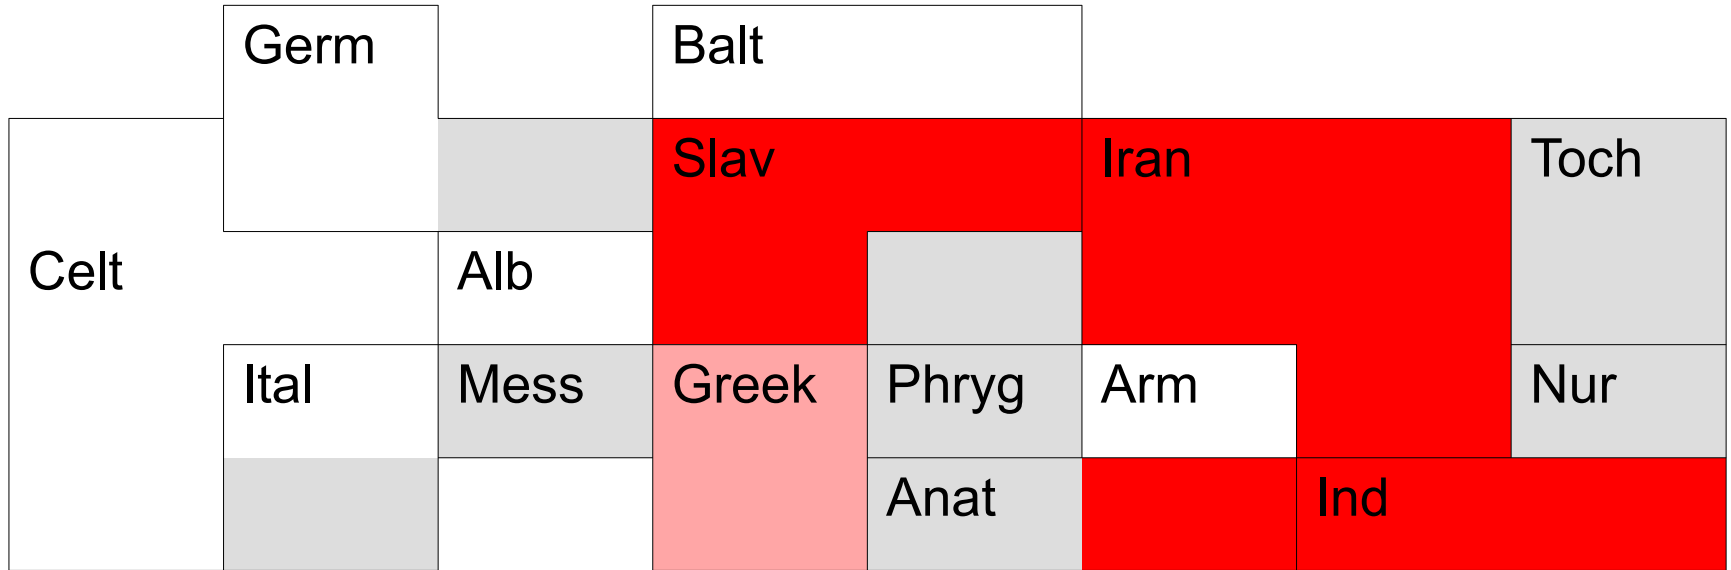 Germ Balt
Slav Iran Toch
Celt Alb
Ital Mess Greek Phryg Arm Nur
Anat Ind